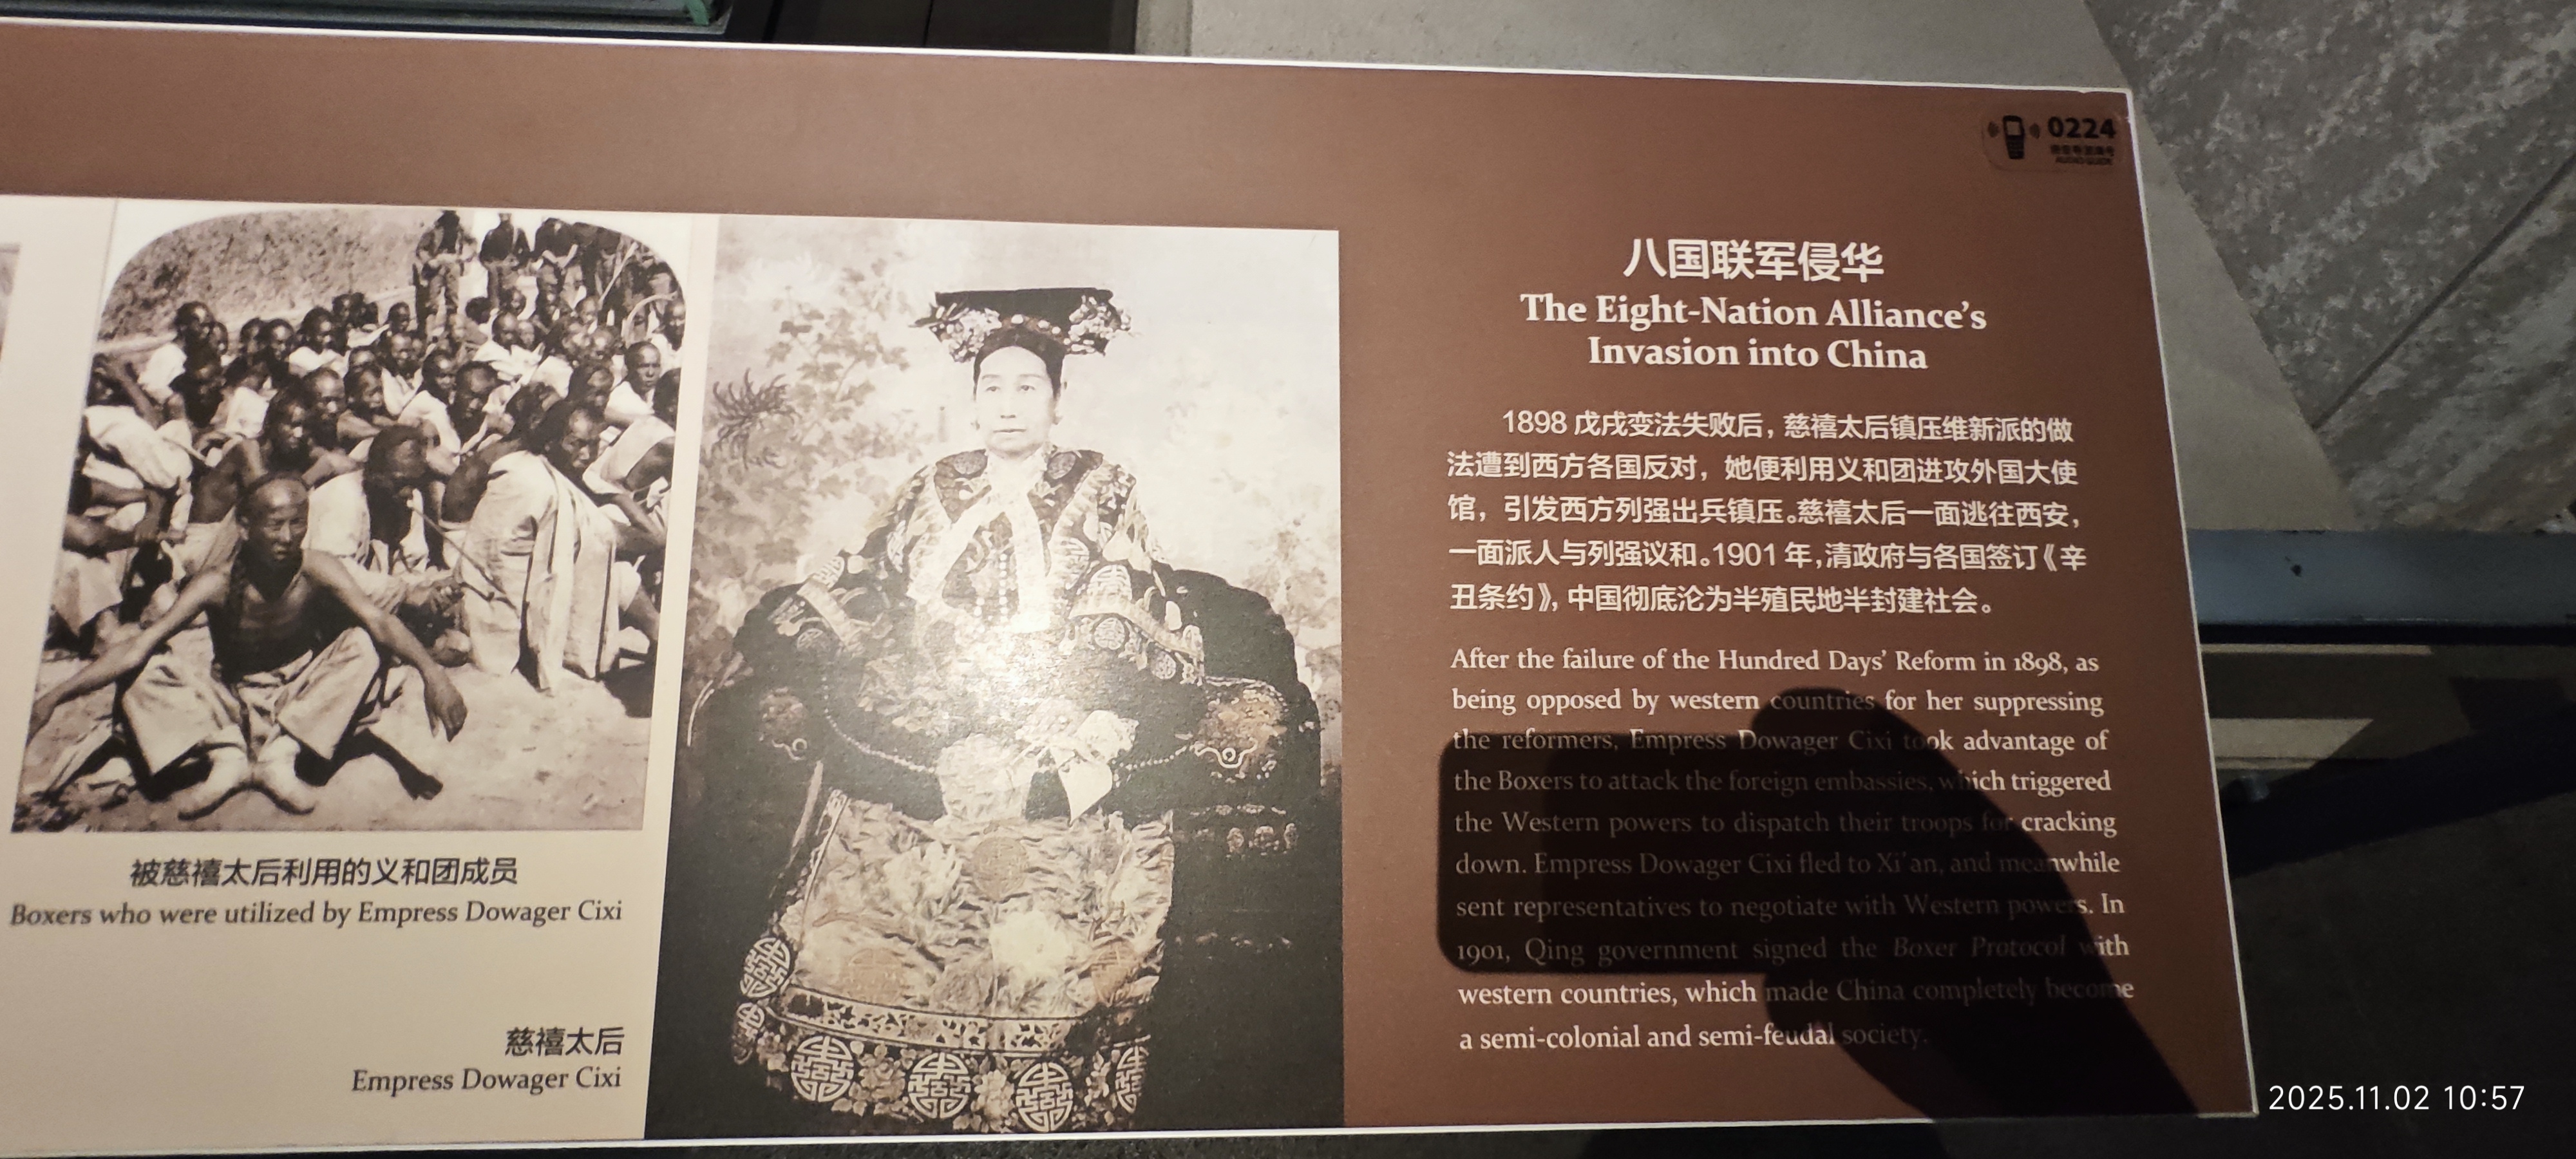 0224
AUDIO GUIDE
八国联军侵华
The Eight-Nation Alliance's
Invasion into China
1898 戊戌变法失败后，慈禧太后镇压维新派的做
法遭到西方各国反对，她便利用义和团进攻外国大使
馆，引发西方列强出兵镇压。慈禧太后一面逃往西安，
一面派人与列强议和。1901 年，清政府与各国签订《辛
丑条约》，中国彻底沦为半殖民地半封建社会。
After the failure of the Hundred Days' Reform in 1898, as
being opposed by western countries for her suppressing
the reformers, Empress Dowager Cixi took advantage of
the Boxers to attack the foreign embassies, which triggered
the Western powers to dispatch their troops for cracking
down. Empress Dowager Cixi fled to Xi'an, and meanwhile
sent representatives to negotiate with Western powers. In
1901, Qing government signed the Boxer Protocol with
western countries, which made China completely become
a semi-colonial and semi-feudal society.
被慈禧太后利用的义和团成员
Boxers who were utilized by Empress Dowager Cixi
慈禧太后
Empress Dowager Cixi
2025.11.02 10:57